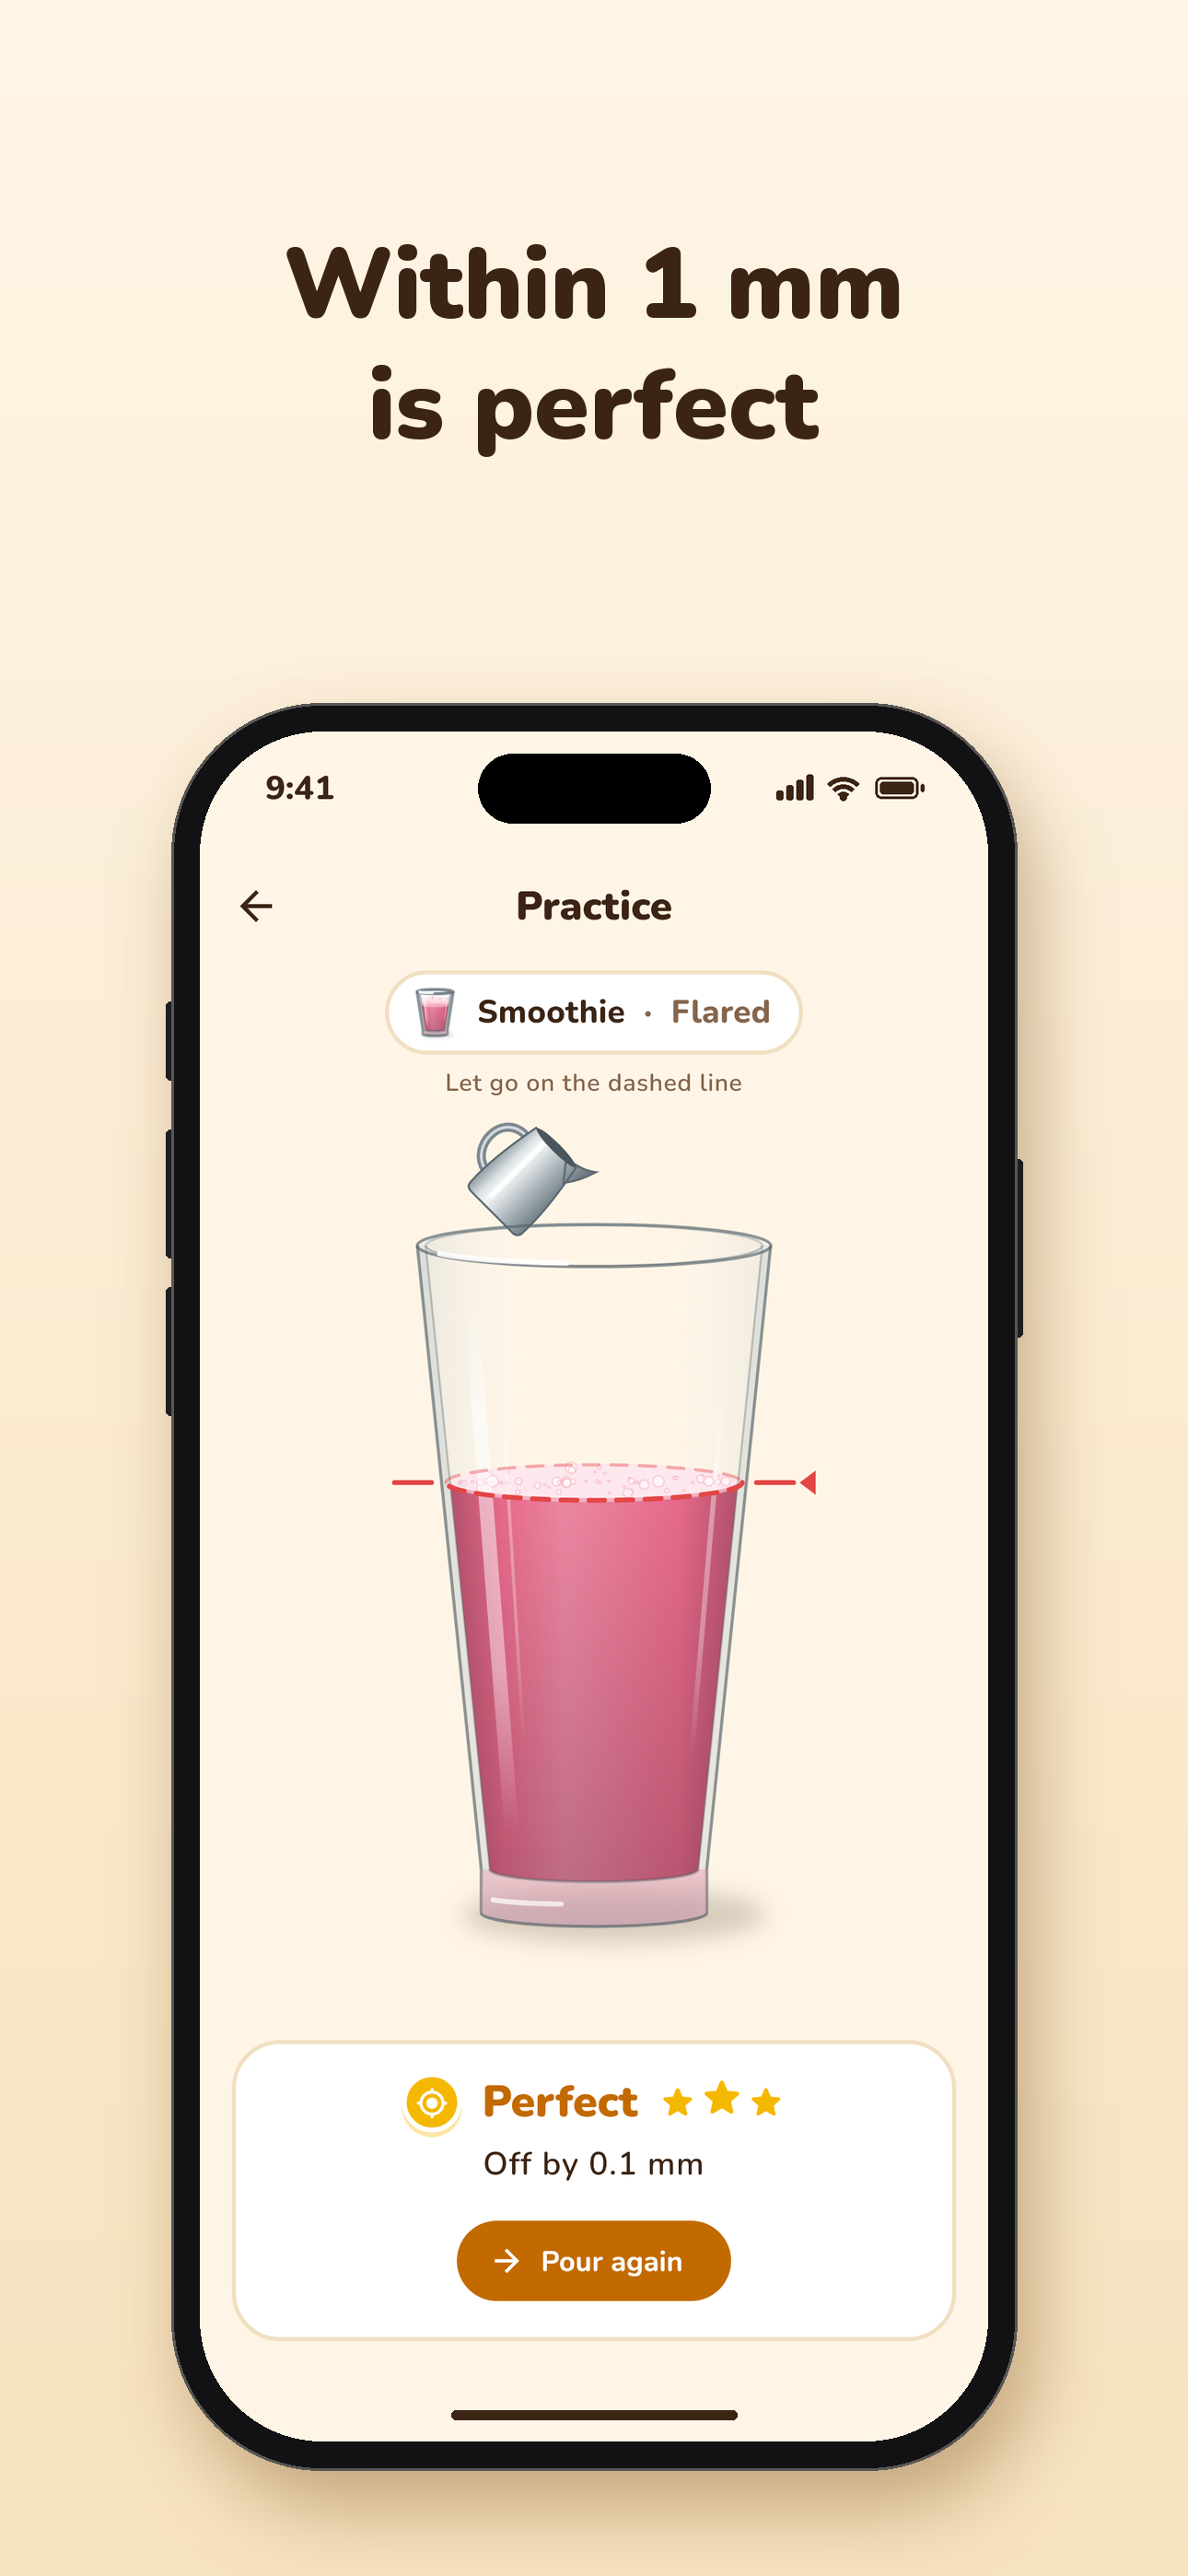 Within 1 mm
is perfect
9:41
Practice
Smoothie · Flared
Let go on the dashed line
Perfect
Off by 0.1 mm
Pour again